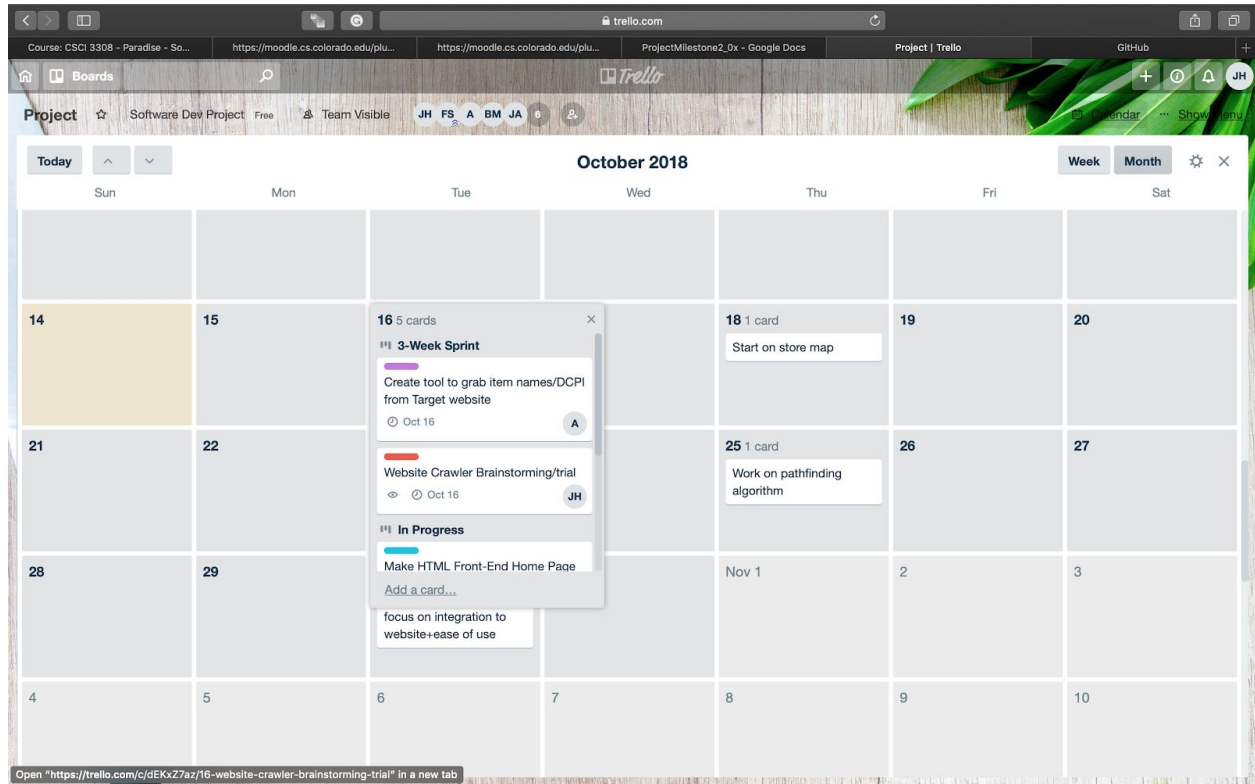 trello.com
Course: CSCI 3308 - Paradise - So...
https://moodle.cs.colorado.edu/plu...
https://moodle.cs.colorado.edu/plu...
ProjectMilestone2_0x - Google Docs
Project | Trello
GitHub
Boards
Trello
JH
Project
Software Dev Project Free
Team Visible
JH FS A BM JA 6
Calendar
Show Menu
Today
October 2018
Week
Month
Sun Mon Tue Wed Thu Fri Sat
14
15
16 5 cards
3-Week Sprint
Create tool to grab item names/DCPI
from Target website
Oct 16
A
Website Crawler Brainstorming/trial
Oct 16
JH
In Progress
Make HTML Front-End Home Page
Add a card...
18 1 card
Start on store map
19
20
21
22
25 1 card
Work on pathfinding
algorithm
26
27
28
29
focus on integration to
website+ease of use
Nov 1
2
3
4
5
6
7
8
9
10
Open "https://trello.com/c/dEKxZ7az/16-website-crawler-brainstorming-trial" in a new tab